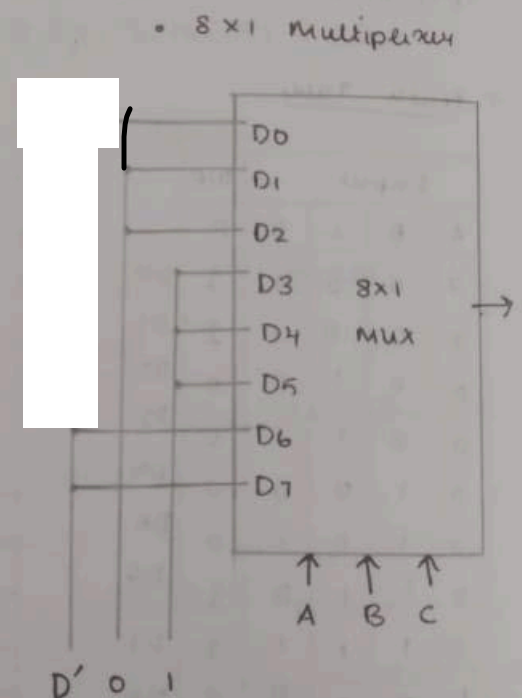 • 8×1 Multiplexer
D0
D1
D2
D3
8×1
D4
MUX
D5
D6
D7
A B C
D' 0 1